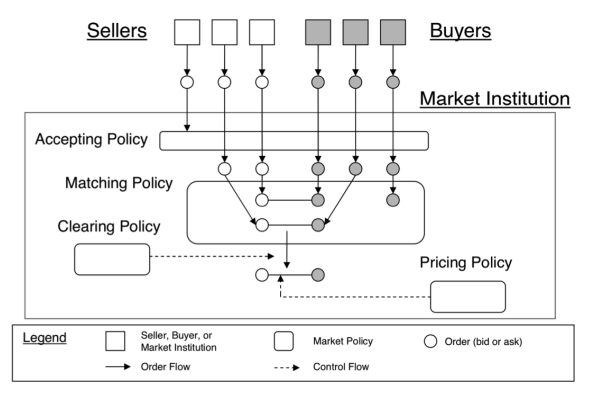 Sellers
Buyers
Market Institution
Accepting Policy
Matching Policy
Clearing Policy
Pricing Policy
Legend
Seller, Buyer, or
Market Institution
Market Policy
Order (bid or ask)
Order Flow
Control Flow